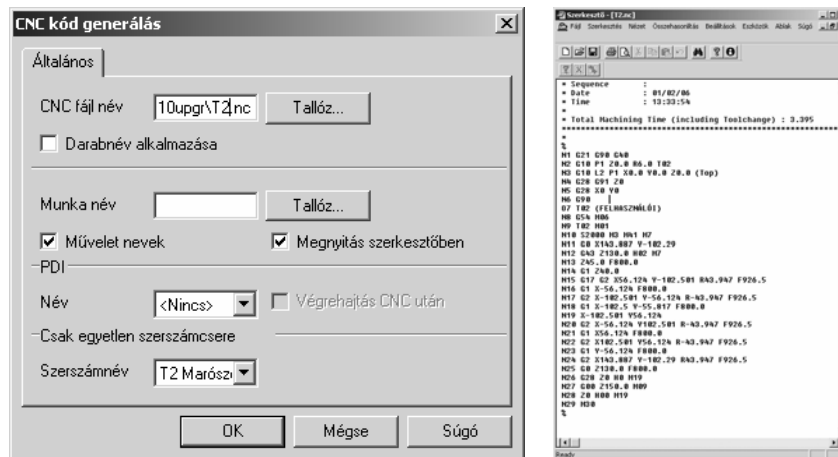 CNC kód generálás
Általános
CNC fájl név
10upgr\T2.nc
Tallóz...
Darabnév alkalmazása
Munka név
Tallóz...
Művelet nevek
Megnyitás szerkesztőben
PDI
Név
<Nincs>
Végrehajtás CNC után
Csak egyetlen szerszámcsere
Szerszámnév
T2 Marósz
OK
Mégse
Súgó
Szerkesztő - [T2.nc]
Fájl Szerkesztés Nézet Összehasonlítás Beállítások Eszközök Ablak Súgó
* Sequence :
* Date : 01/02/06
* Time : 13:33:54
*
* Total Machining Time (including Toolchange) : 3.395
*
%
N1 G21 G90 G40
N2 G10 P1 Z0.0 R6.0 T02
N3 G10 L2 P1 X0.0 Y0.0 Z0.0 (Top)
N4 G28 G91 Z0
N5 G28 X0 Y0
N6 G90
O7 T02 (FELHASZNÁLÓI)
N8 G54 M06
N9 T02 M01
N10 S2000 M3 M41 M7
N11 G0 X143.887 Y-102.29
N12 G43 Z130.0 H02 M7
N13 Z45.0 F800.0
N14 G1 Z40.0
N15 G17 G2 X56.124 Y-102.501 R43.947 F926.5
N16 G1 X-56.124 F800.0
N17 G2 X-102.501 Y-56.124 R-43.947 F926.5
N18 G1 X-102.5 Y-55.817 F800.0
N19 X-102.501 Y56.124
N20 G2 X-56.124 Y102.501 R-43.947 F926.5
N21 G1 X56.124 F800.0
N22 G2 X102.501 Y56.124 R-43.947 F926.5
N23 G1 Y-56.124 F800.0
N24 G2 X143.887 Y-102.29 R43.947 F926.5
N25 G0 Z130.0 F800.0
N26 G28 Z0 H0 M19
N27 G00 Z150.0 M09
N28 Z0 H00 M19
N29 M30
%
Ready